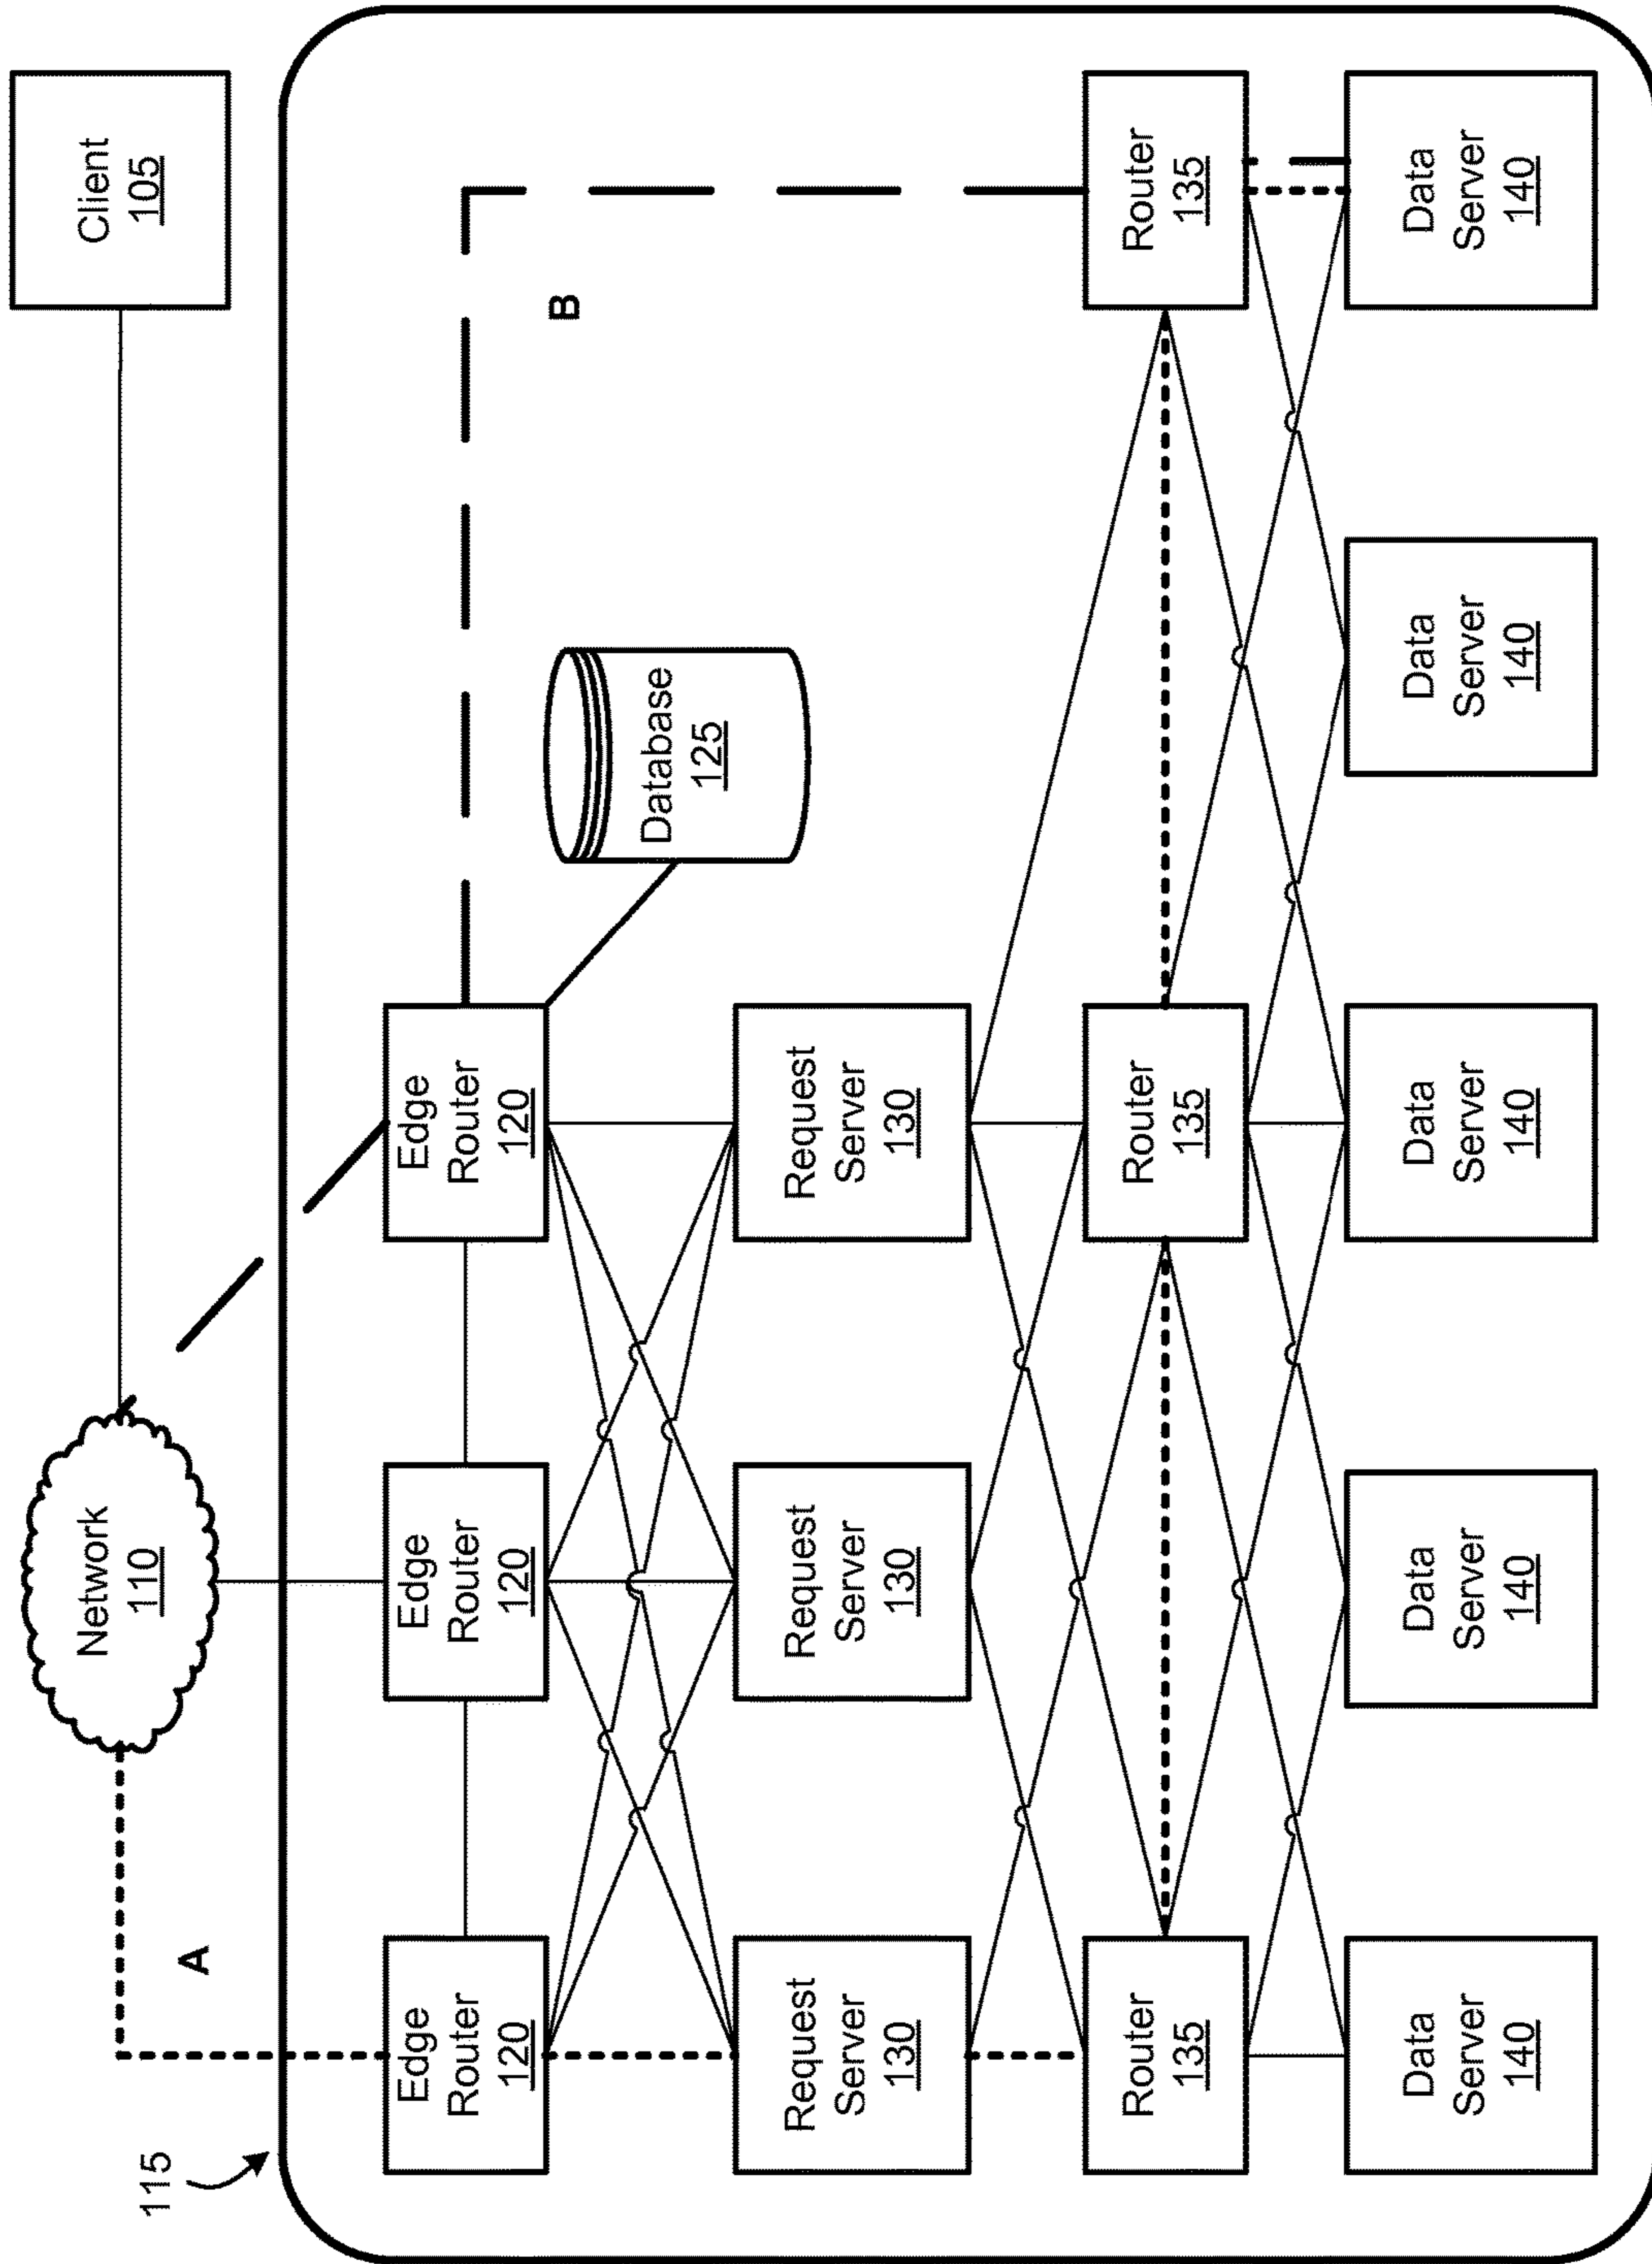 Network
110
Client
105
115
A
Edge
Router
120
Edge
Router
120
Edge
Router
120
B
Database
125
Request
Server
130
Request
Server
130
Request
Server
130
Router
135
Router
135
Router
135
Data
Server
140
Data
Server
140
Data
Server
140
Data
Server
140
Data
Server
140